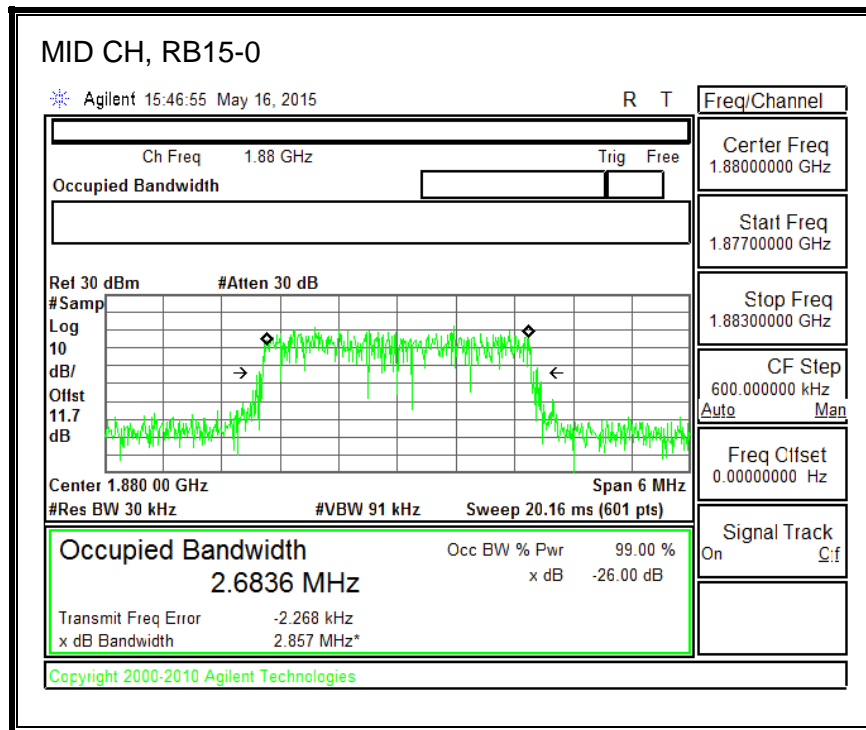 MID CH, RB15-0
Agilent 15:46:55 May 16, 2015 R T
Freq/Channel
Ch Freq 1.88 GHz Trig Free
Occupied Bandwidth
Center Freq
1.88000000 GHz
Start Freq
1.87700000 GHz
Stop Freq
1.88300000 GHz
CF Step
600.000000 kHz
Auto Man
Freq Offset
0.00000000 Hz
Signal Track
On Off
Ref 30 dBm #Atten 30 dB
#Samp
Log
10
dB/
Offst
11.7
dB
Center 1.880 00 GHz Span 6 MHz
#Res BW 30 kHz #VBW 91 kHz Sweep 20.16 ms (601 pts)
Occupied Bandwidth
2.6836 MHz
Occ BW % Pwr 99.00 %
x dB -26.00 dB
Transmit Freq Error -2.268 kHz
x dB Bandwidth 2.857 MHz*
Copyright 2000-2010 Agilent Technologies